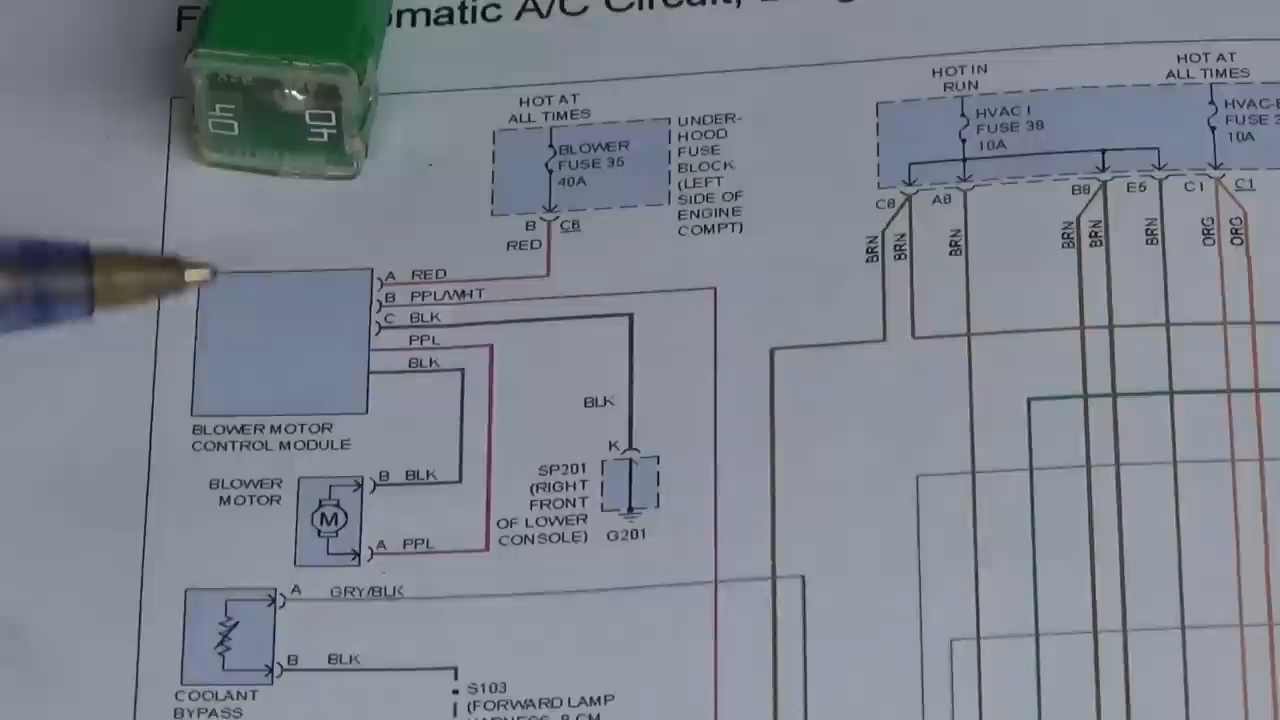 omatic A/C Circuit,
40
40
HOT AT
ALL TIMES
BLOWER
FUSE 35
40A
UNDER-
HOOD
FUSE
BLOCK
(LEFT
SIDE OF
ENGINE
COMPT)
B
C6
RED
HOT IN
RUN
HVAC I
FUSE 38
10A
HOT AT
ALL TIMES
FUSE
10A
C8
A8
B9
E5
C1
C1
BRN
BRN
BRN
BRN
BRN
BRN
ORG
ORG
A RED
B PPL/WHT
C BLK
PPL
BLK
BLOWER MOTOR
CONTROL MODULE
BLK
K
SP201
(RIGHT
FRONT
OF LOWER
CONSOLE)
G201
BLOWER
MOTOR
M
B BLK
A PPL
A GRY/BLK
B BLK
COOLANT
BYPASS
S103
(FORWARD LAMP